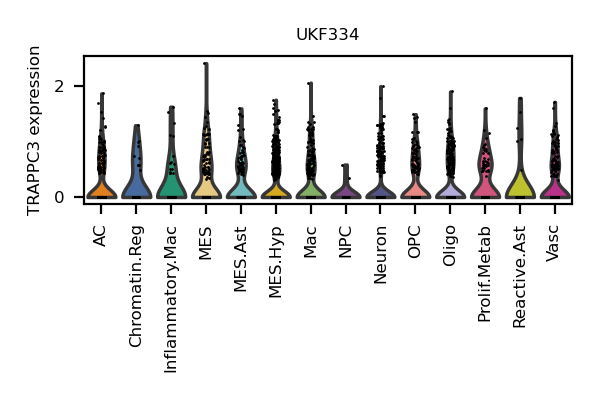 UKF334
TRAPPC3 expression
2
0
AC
Chromatin.Reg
Inflammatory.Mac
MES
MES.Ast
MES.Hyp
Mac
NPC
Neuron
OPC
Oligo
Prolif.Metab
Reactive.Ast
Vasc